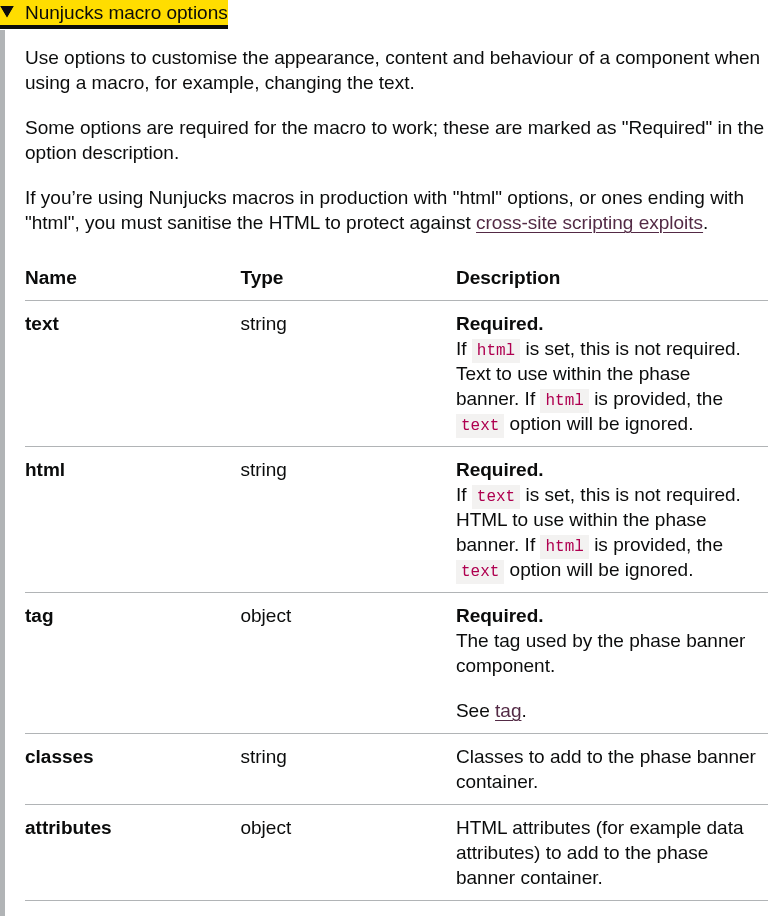 Nunjucks macro options
Use options to customise the appearance, content and behaviour of a component when
using a macro, for example, changing the text.
Some options are required for the macro to work; these are marked as "Required" in the
option description.
If you’re using Nunjucks macros in production with "html" options, or ones ending with
"html", you must sanitise the HTML to protect against cross-site scripting exploits.
Name Type Description
text string Required.
If html is set, this is not required.
Text to use within the phase
banner. If html is provided, the
text option will be ignored.
html string Required.
If text is set, this is not required.
HTML to use within the phase
banner. If html is provided, the
text option will be ignored.
tag object Required.
The tag used by the phase banner
component.
See tag.
classes string Classes to add to the phase banner
container.
attributes object HTML attributes (for example data
attributes) to add to the phase
banner container.